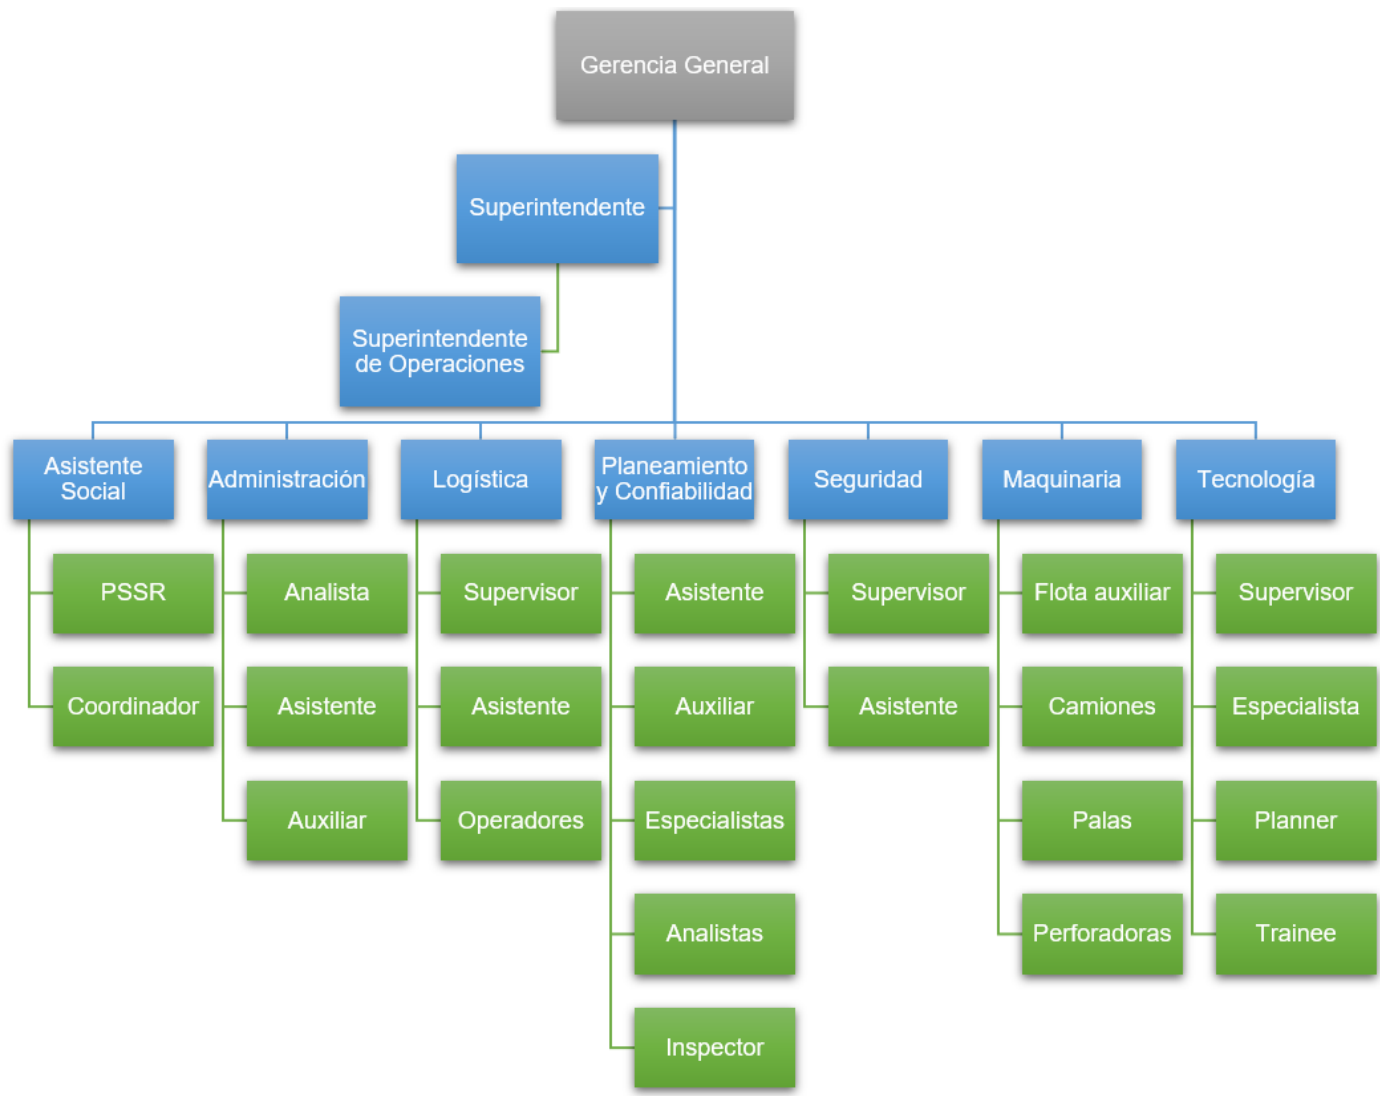 Gerencia General
Superintendente
Superintendente
de Operaciones
Asistente
Social
Administración
Logística
Planeamiento
y Confiabilidad
Seguridad
Maquinaria
Tecnología
PSSR
Analista
Supervisor
Asistente
Supervisor
Flota auxiliar
Supervisor
Coordinador
Asistente
Asistente
Auxiliar
Asistente
Camiones
Especialista
Auxiliar
Operadores
Especialistas
Palas
Planner
Analistas
Perforadoras
Trainee
Inspector